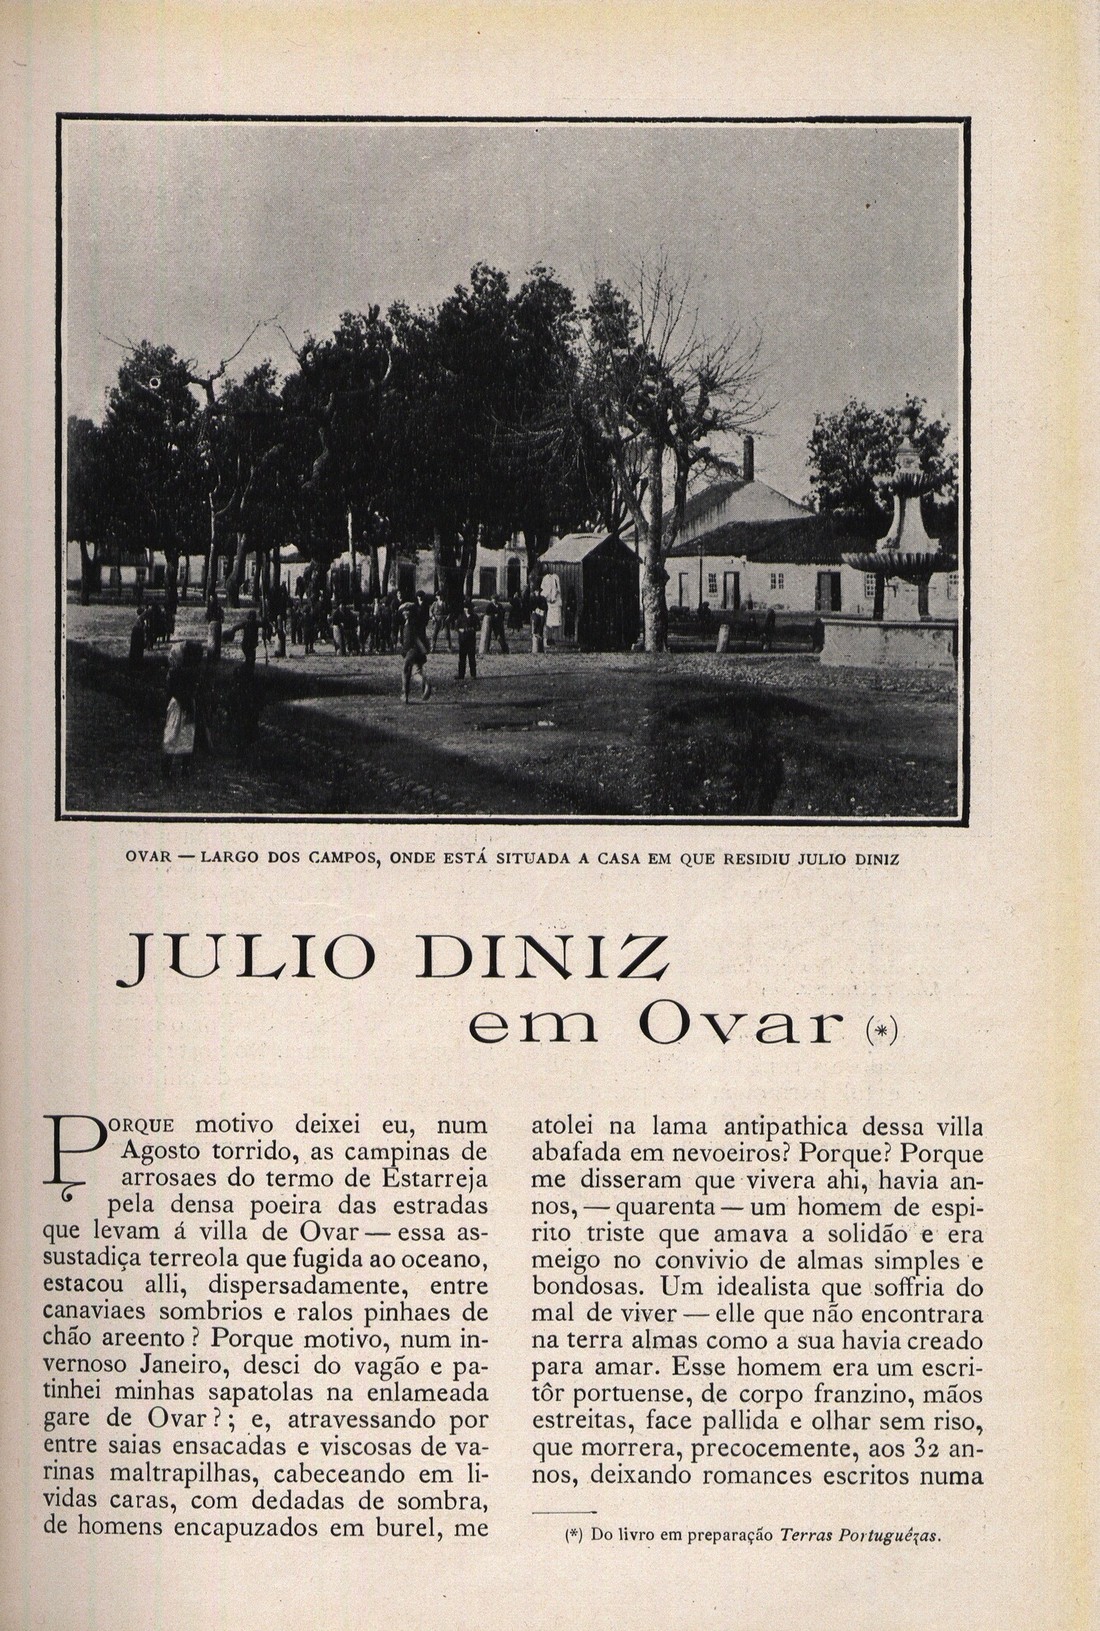 OVAR — LARGO DOS CAMPOS, ONDE ESTÁ SITUADA A CASA EM QUE RESIDIU JULIO DINIZ
JULIO DINIZ
em Ovar (*)
PORQUE motivo deixei eu, num
Agosto torrido, as campinas de
arrosaes do termo de Estarreja
pela densa poeira das estradas
que levam á villa de Ovar — essa as-
sustadiça terreola que fugida ao oceano,
estacou alli, dispersadamente, entre
canaviaes sombrios e ralos pinhaes de
chão areento ? Porque motivo, num in-
vernoso Janeiro, desci do vagão e pa-
tinhei minhas sapatolas na enlameada
gare de Ovar ? ; e, atravessando por
entre saias ensacadas e viscosas de va-
rinas maltrapilhas, cabeceando em li-
vidas caras, com dedadas de sombra,
de homens encapuzados em burel, me
atolei na lama antipathica dessa villa
abafada em nevoeiros? Porque? Porque
me disseram que vivera ahi, havia an-
nos, — quarenta — um homem de espi-
rito triste que amava a solidão e era
meigo no convivio de almas simples e
bondosas. Um idealista que soffria do
mal de viver — elle que não encontrara
na terra almas como a sua havia creado
para amar. Esse homem era um escri-
tôr portuense, de corpo franzino, mãos
estreitas, face pallida e olhar sem riso,
que morrera, precocemente, aos 32 an-
nos, deixando romances escritos numa
(*) Do livro em preparação Terras Portuguêzas.